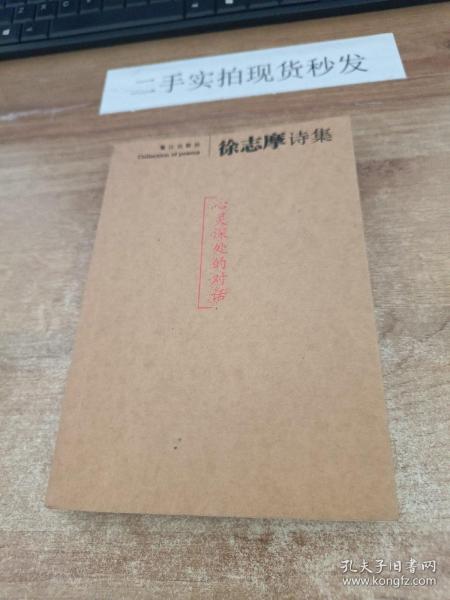 二手实拍现货秒发
徐志摩诗集
Collection of poems
心灵深处的对话
孔夫子旧书网
www.kongfz.com